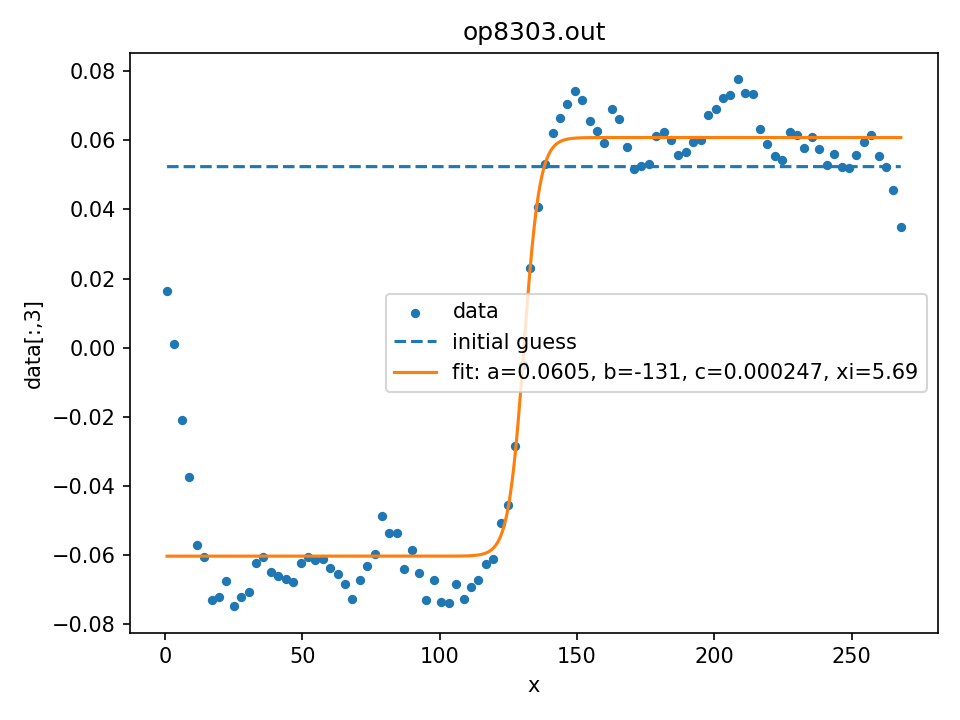 op8303.out
0.08
0.06
0.04
0.02
0.00
−0.02
−0.04
−0.06
−0.08
data[:,3]
data
initial guess
fit: a=0.0605, b=-131, c=0.000247, xi=5.69
0 50 100 150 200 250
x